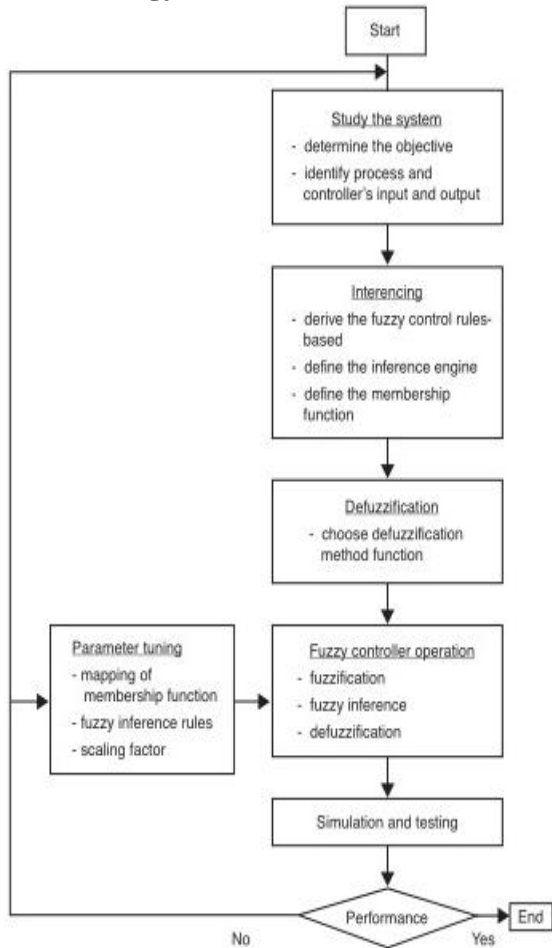 Start
Study the system
- determine the objective
- identify process and
controller's input and output
Interencing
- derive the fuzzy control rules-
based
- define the inference engine
- define the membership
function
Defuzzification
- choose defuzzification
method function
Parameter tuning
- mapping of
membership function
- fuzzy inference rules
- scaling factor
Fuzzy controller operation
- fuzzification
- fuzzy inference
- defuzzification
Simulation and testing
Performance
End
No
Yes